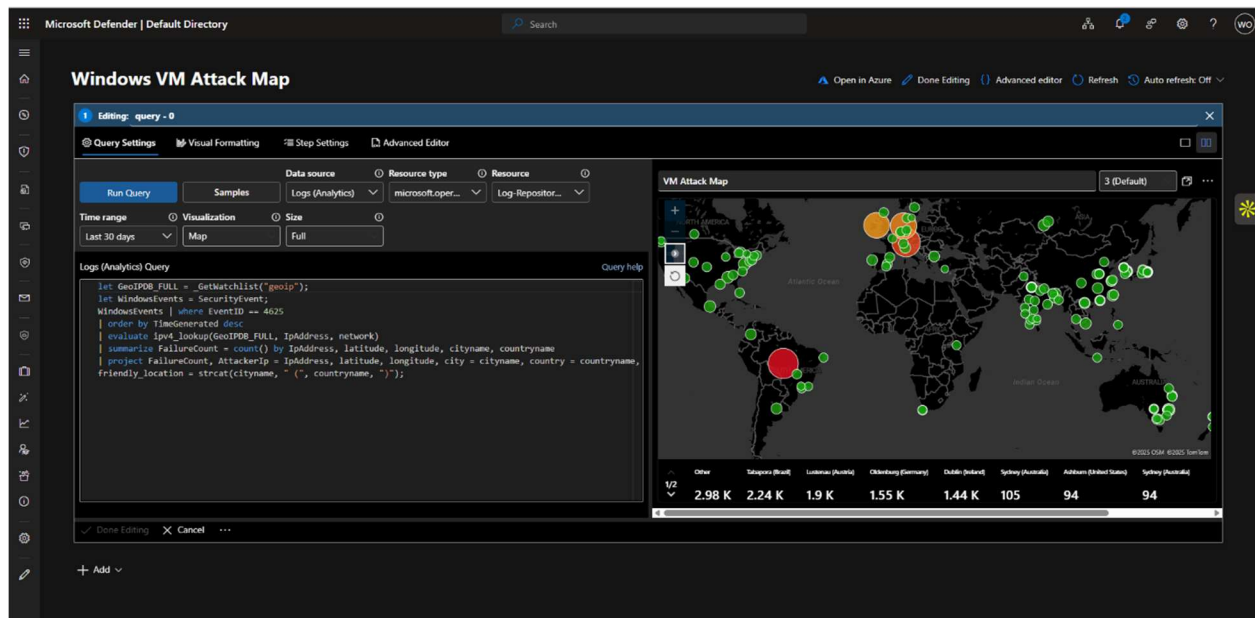 Microsoft Defender | Default Directory
Search
WO
Windows VM Attack Map
Open in Azure Done Editing Advanced editor Refresh Auto refresh: Off
1 Editing: query - 0
Query Settings Visual Formatting Step Settings Advanced Editor
Run Query Samples
Data source Resource type Resource
Logs (Analytics) microsoft.oper... Log-Repositor...
Time range Visualization Size
Last 30 days Map Full
Logs (Analytics) Query Query help
let GeoIPDB_FULL = _GetWatchlist("geoip");
let WindowsEvents = SecurityEvent;
WindowsEvents | where EventID == 4625
| order by TimeGenerated desc
| evaluate ipv4_lookup(GeoIPDB_FULL, IpAddress, network)
| summarize FailureCount = count() by IpAddress, latitude, longitude, cityname, countryname
| project FailureCount, AttackerIp = IpAddress, latitude, longitude, city = cityname, country = countryname,
friendly_location = strcat(cityname, " (", countryname, ")");
Done Editing Cancel ...
+ Add
VM Attack Map 3 (Default) ...
NORTH AMERICA
EUROPE
ASIA
Atlantic Ocean
Indian Ocean
AUSTRALIA
©2025 OSM ©2025 TomTom
Other Tabapora (Brazil) Lustenau (Austria) Oldenburg (Germany) Dublin (Ireland) Sydney (Australia) Ashburn (United States) Sydney (Australia)
1/2
2.98 K 2.24 K 1.9 K 1.55 K 1.44 K 105 94 94